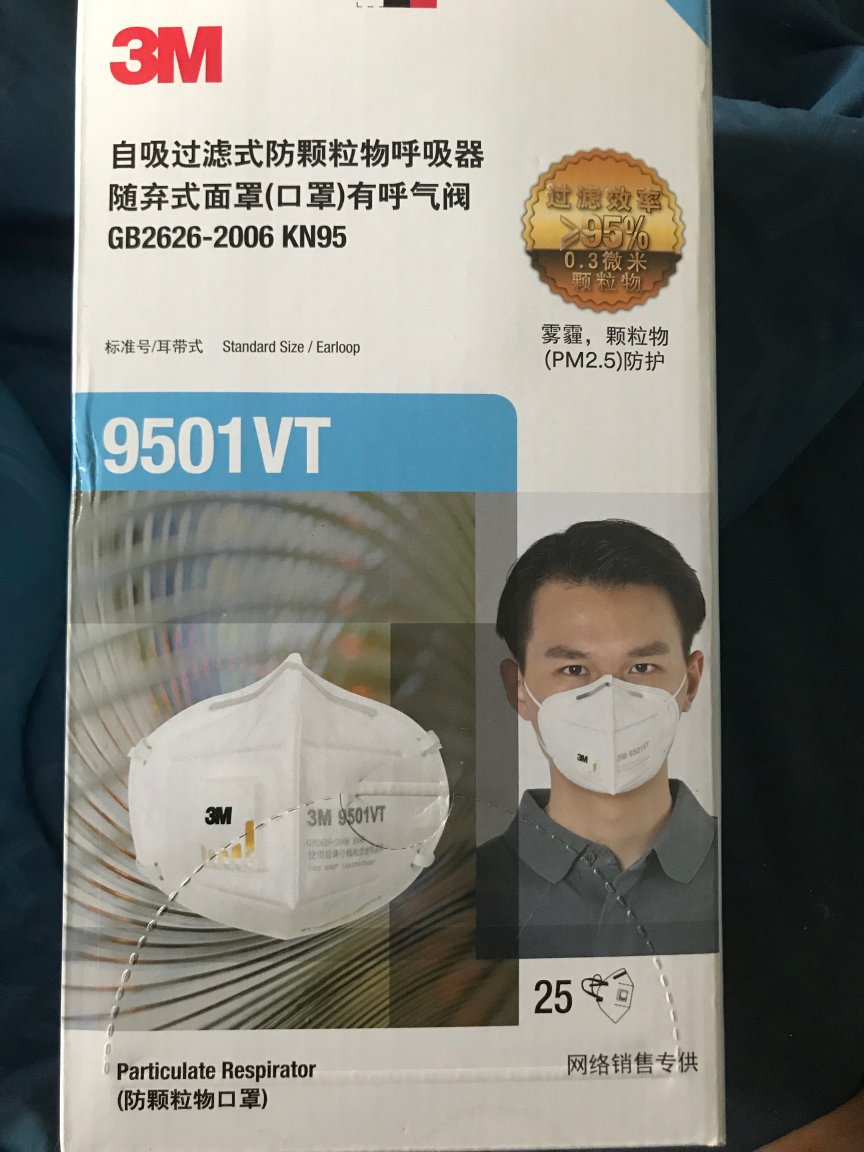 3M
自吸过滤式防颗粒物呼吸器
随弃式面罩(口罩)有呼气阀
GB2626-2006 KN95
过滤效率
≥95%
0.3微米
颗粒物
雾霾，颗粒物
(PM2.5)防护
标准号/耳带式 Standard Size / Earloop
9501VT
3M
3M 9501VT
3M
3M 9501VT
25
Particulate Respirator
(防颗粒物口罩)
网络销售专供